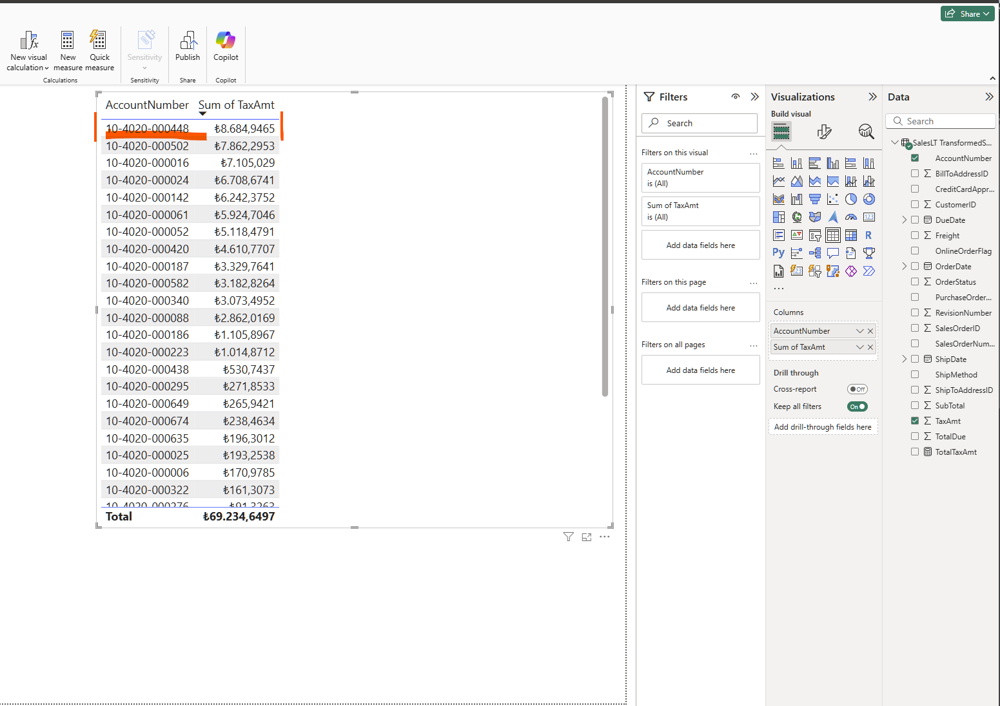 Share
New visual calculation
New measure
Quick measure
Sensitivity
Publish
Copilot
Calculations
Sensitivity
Share
Copilot
AccountNumber Sum of TaxAmt
10-4020-000448 ₺8.684,9465
10-4020-000502 ₺7.862,2953
10-4020-000016 ₺7.105,029
10-4020-000024 ₺6.708,6741
10-4020-000142 ₺6.242,3752
10-4020-000061 ₺5.924,7046
10-4020-000052 ₺5.118,4791
10-4020-000420 ₺4.610,7707
10-4020-000187 ₺3.329,7641
10-4020-000582 ₺3.182,8264
10-4020-000340 ₺3.073,4952
10-4020-000088 ₺2.862,0169
10-4020-000186 ₺1.105,8967
10-4020-000223 ₺1.014,8712
10-4020-000438 ₺530,7437
10-4020-000295 ₺271,8533
10-4020-000649 ₺265,9421
10-4020-000674 ₺238,4634
10-4020-000635 ₺196,3012
10-4020-000025 ₺193,2538
10-4020-000006 ₺170,9785
10-4020-000322 ₺161,3073
10-4020-000276 ₺91,3263
Total ₺69.234,6497
Filters
Search
Filters on this visual ...
AccountNumber
is (All)
Sum of TaxAmt
is (All)
Add data fields here
Filters on this page ...
Add data fields here
Filters on all pages ...
Add data fields here
Visualizations
Build visual
123
R
Py
123
...
Columns
AccountNumber
Sum of TaxAmt
Drill through
Cross-report Off
Keep all filters On
Add drill-through fields here
Data
Search
SalesLT TransformedS...
AccountNumber
BillToAddressID
CreditCardAppr...
CustomerID
DueDate
Freight
OnlineOrderFlag
OrderDate
OrderStatus
PurchaseOrder...
RevisionNumber
SalesOrderID
SalesOrderNum...
ShipDate
ShipMethod
ShipToAddressID
SubTotal
TaxAmt
TotalDue
TotalTaxAmt